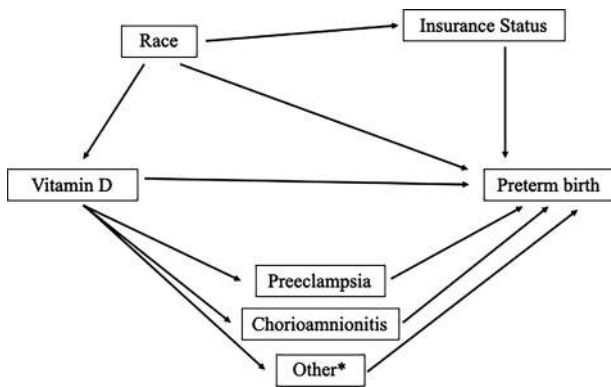 Race
Insurance Status
Vitamin D
Preterm birth
Preeclampsia
Chorioamnionitis
Other*